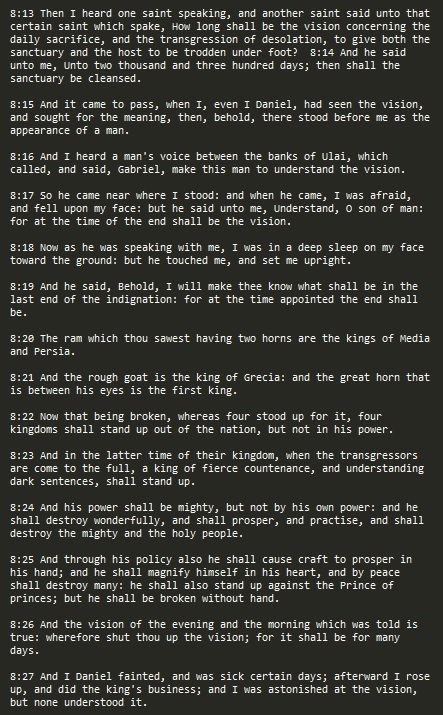 8:13 Then I heard one saint speaking, and another saint said unto that
certain saint which spake, How long shall be the vision concerning the
daily sacrifice, and the transgression of desolation, to give both the
sanctuary and the host to be trodden under foot?  8:14 And he said
unto me, Unto two thousand and three hundred days; then shall the
sanctuary be cleansed.

8:15 And it came to pass, when I, even I Daniel, had seen the vision,
and sought for the meaning, then, behold, there stood before me as the
appearance of a man.

8:16 And I heard a man's voice between the banks of Ulai, which
called, and said, Gabriel, make this man to understand the vision.

8:17 So he came near where I stood: and when he came, I was afraid,
and fell upon my face: but he said unto me, Understand, O son of man:
for at the time of the end shall be the vision.

8:18 Now as he was speaking with me, I was in a deep sleep on my face
toward the ground: but he touched me, and set me upright.

8:19 And he said, Behold, I will make thee know what shall be in the
last end of the indignation: for at the time appointed the end shall
be.

8:20 The ram which thou sawest having two horns are the kings of Media
and Persia.

8:21 And the rough goat is the king of Grecia: and the great horn that
is between his eyes is the first king.

8:22 Now that being broken, whereas four stood up for it, four
kingdoms shall stand up out of the nation, but not in his power.

8:23 And in the latter time of their kingdom, when the transgressors
are come to the full, a king of fierce countenance, and understanding
dark sentences, shall stand up.

8:24 And his power shall be mighty, but not by his own power: and he
shall destroy wonderfully, and shall prosper, and practise, and shall
destroy the mighty and the holy people.

8:25 And through his policy also he shall cause craft to prosper in
his hand; and he shall magnify himself in his heart, and by peace
shall destroy many: he shall also stand up against the Prince of
princes; but he shall be broken without hand.

8:26 And the vision of the evening and the morning which was told is
true: wherefore shut thou up the vision; for it shall be for many
days.

8:27 And I Daniel fainted, and was sick certain days; afterward I rose
up, and did the king's business; and I was astonished at the vision,
but none understood it.